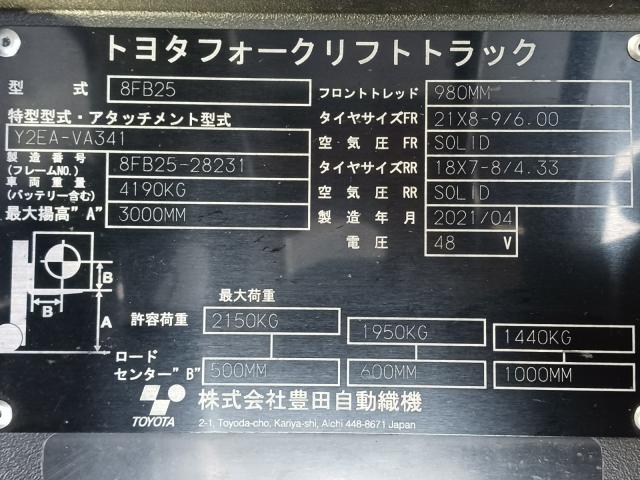 トヨタフォークリフトトラック
型 式 8FB25 フロントトレッド 980MM
特型型式・アタッチメント型式 タイヤサイズFR 21X8-9/6.00
Y2EA-VA341 空気圧FR SOLID
製造番号(フレームNO.) 8FB25-28231 タイヤサイズRR 18X7-8/4.33
車両重量(バッテリー含む) 4190KG 空気圧RR SOLID
最大揚高"A" 3000MM 製造年月 2021/04
電圧 48 V
B
B
A
最大荷重
許容荷重 2150KG 1950KG 1440KG
ロード
センター"B" 500MM 600MM 1000MM
TOYOTA
株式会社豊田自動織機
2-1, Toyoda-cho, Kariya-shi, Aichi 448-8671 Japan